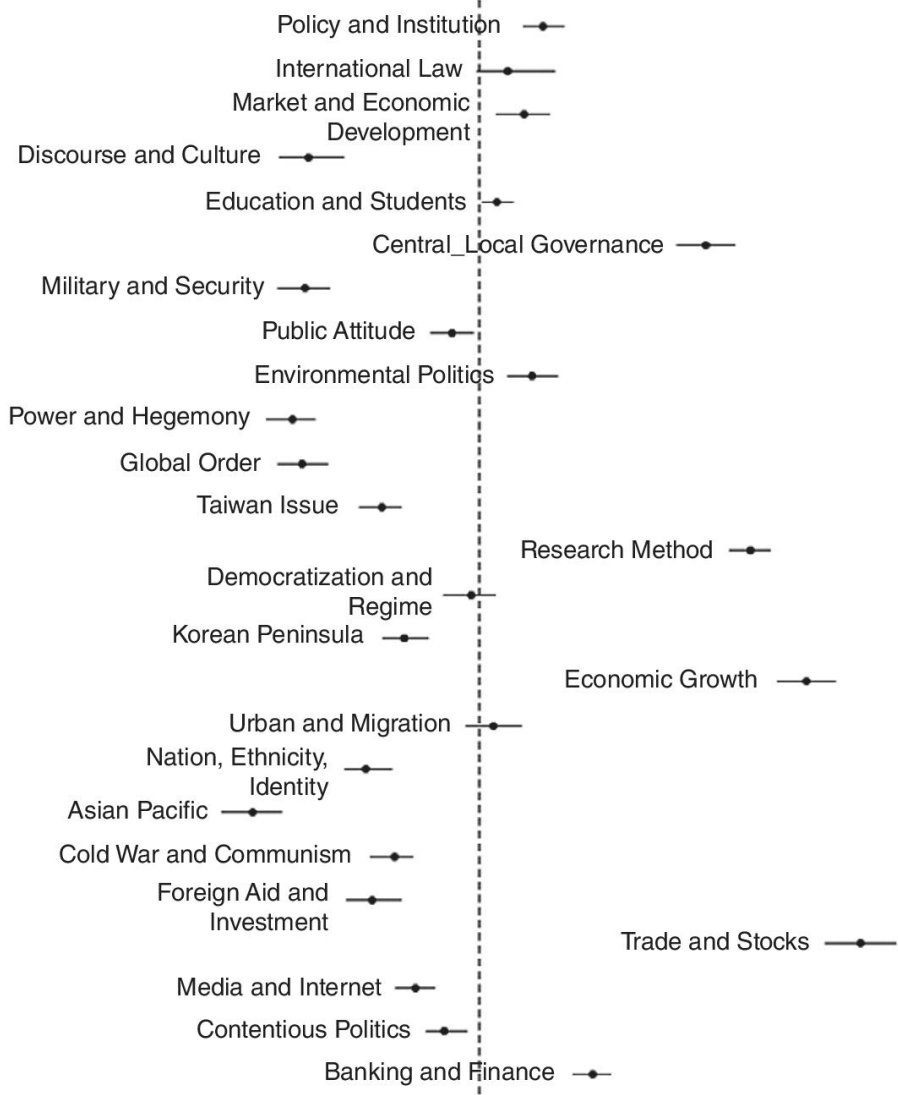 Policy and Institution
International Law
Market and Economic
Development
Discourse and Culture
Education and Students
Central_Local Governance
Military and Security
Public Attitude
Environmental Politics
Power and Hegemony
Global Order
Taiwan Issue
Research Method
Democratization and
Regime
Korean Peninsula
Economic Growth
Urban and Migration
Nation, Ethnicity,
Identity
Asian Pacific
Cold War and Communism
Foreign Aid and
Investment
Trade and Stocks
Media and Internet
Contentious Politics
Banking and Finance